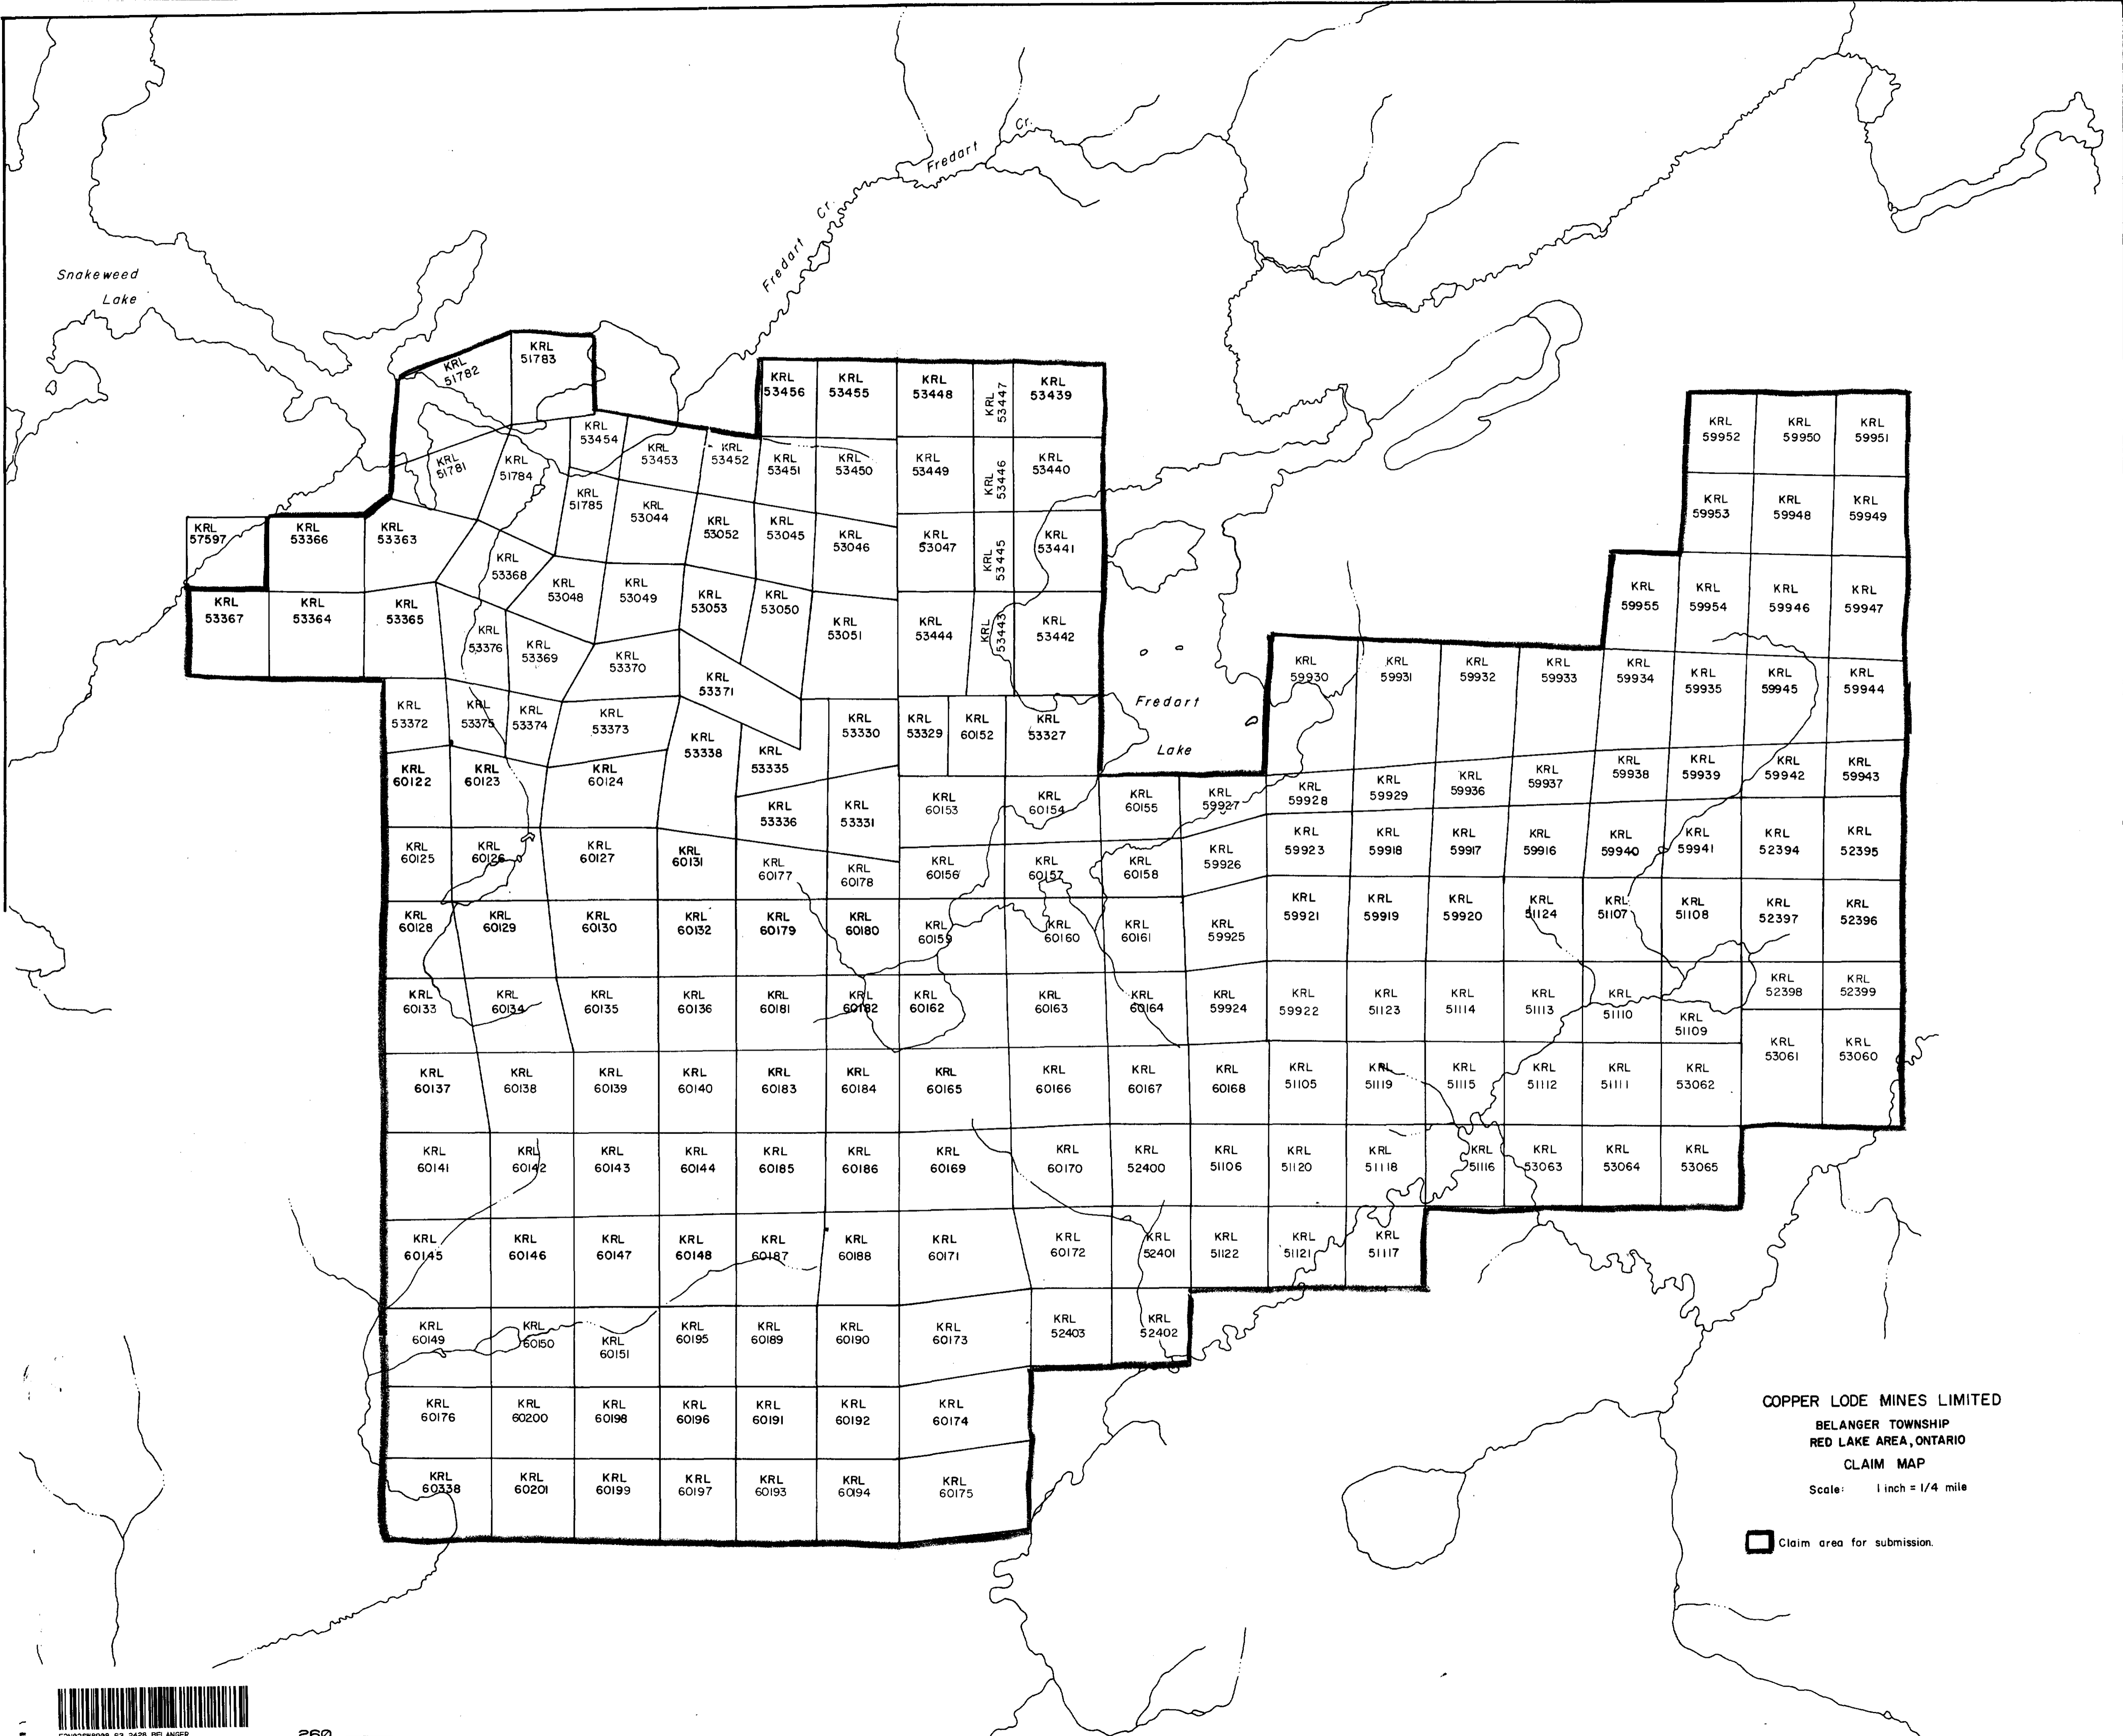 Fredart Cr.
Fredart Cr.
Snakeweed
Lake
KRL
51782
KRL
51783
KRL
53456
KRL
53455
KRL
53448
KRL
53447
KRL
53439
KRL
59952
KRL
59950
KRL
59951
KRL
51781
KRL
51784
KRL
53454
KRL
53453
KRL
53452
KRL
53451
KRL
53450
KRL
53449
KRL
53446
KRL
53440
KRL
51785
KRL
53044
KRL
53052
KRL
53045
KRL
53046
KRL
53047
KRL
53445
KRL
53441
KRL
59953
KRL
59948
KRL
59949
KRL
57597
KRL
53366
KRL
53363
KRL
53368
KRL
53048
KRL
53049
KRL
53053
KRL
53050
KRL
53051
KRL
53444
KRL
53443
KRL
53442
KRL
59955
KRL
59954
KRL
59946
KRL
59947
KRL
53367
KRL
53364
KRL
53365
KRL
53376
KRL
53369
KRL
53370
KRL
53371
KRL
59930
KRL
59931
KRL
59932
KRL
59933
KRL
59934
KRL
59935
KRL
59945
KRL
59944
Fredart
Lake
KRL
53372
KRL
53375
KRL
53374
KRL
53373
KRL
53338
KRL
53335
KRL
53330
KRL
53329
KRL
60152
KRL
53327
KRL
60122
KRL
60123
KRL
60124
KRL
53336
KRL
53331
KRL
60153
KRL
60154
KRL
60155
KRL
59927
KRL
59928
KRL
59929
KRL
59936
KRL
59937
KRL
59938
KRL
59939
KRL
59942
KRL
59943
KRL
60125
KRL
60126
KRL
60127
KRL
60131
KRL
60177
KRL
60178
KRL
60156
KRL
60157
KRL
60158
KRL
59926
KRL
59923
KRL
59918
KRL
59917
KRL
59916
KRL
59940
KRL
59941
KRL
52394
KRL
52395
KRL
60128
KRL
60129
KRL
60130
KRL
60132
KRL
60179
KRL
60180
KRL
60159
KRL
60160
KRL
60161
KRL
59925
KRL
59921
KRL
59919
KRL
59920
KRL
51124
KRL
51107
KRL
51108
KRL
52397
KRL
52396
KRL
60133
KRL
60134
KRL
60135
KRL
60136
KRL
60181
KRL
60182
KRL
60162
KRL
60163
KRL
60164
KRL
59924
KRL
59922
KRL
51123
KRL
51114
KRL
51113
KRL
51110
KRL
51109
KRL
52398
KRL
52399
KRL
60137
KRL
60138
KRL
60139
KRL
60140
KRL
60183
KRL
60184
KRL
60165
KRL
60166
KRL
60167
KRL
60168
KRL
51105
KRL
51119
KRL
51115
KRL
51112
KRL
51111
KRL
53062
KRL
53061
KRL
53060
KRL
60141
KRL
60142
KRL
60143
KRL
60144
KRL
60185
KRL
60186
KRL
60169
KRL
60170
KRL
52400
KRL
51106
KRL
51120
KRL
51118
KRL
51116
KRL
53063
KRL
53064
KRL
53065
KRL
60145
KRL
60146
KRL
60147
KRL
60148
KRL
60187
KRL
60188
KRL
60171
KRL
60172
KRL
52401
KRL
51122
KRL
51121
KRL
51117
KRL
60149
KRL
60150
KRL
60151
KRL
60195
KRL
60189
KRL
60190
KRL
60173
KRL
52403
KRL
52402
KRL
60176
KRL
60200
KRL
60198
KRL
60196
KRL
60191
KRL
60192
KRL
60174
KRL
60338
KRL
60201
KRL
60199
KRL
60197
KRL
60193
KRL
60194
KRL
60175
COPPER LODE MINES LIMITED
BELANGER TOWNSHIP
RED LAKE AREA, ONTARIO
CLAIM MAP
Scale: 1 inch = 1/4 mile
Claim area for submission.
BELANGER
260